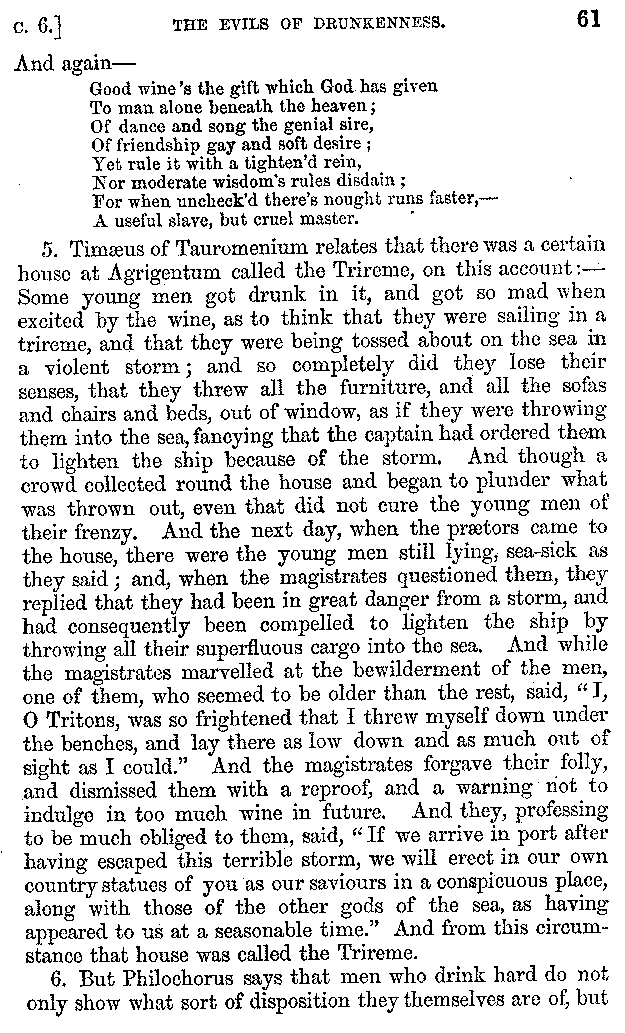 C. 6.] THE EVILS OF DRUNKENNESS. 61
And again—
Good wine's the gift which God has given
To man alone beneath the heaven;
Of dance and song the genial sire,
Of friendship gay and soft desire;
Yet rule it with a tighten'd rein,
Nor moderate wisdom's rules disdain;
For when uncheck'd there's nought runs faster,—
A useful slave, but cruel master.
5. Timæus of Tauromenium relates that there was a certain
house at Agrigentum called the Trireme, on this account:—
Some young men got drunk in it, and got so mad when
excited by the wine, as to think that they were sailing in a
trireme, and that they were being tossed about on the sea in
a violent storm; and so completely did they lose their
senses, that they threw all the furniture, and all the sofas
and chairs and beds, out of window, as if they were throwing
them into the sea, fancying that the captain had ordered them
to lighten the ship because of the storm. And though a
crowd collected round the house and began to plunder what
was thrown out, even that did not cure the young men of
their frenzy. And the next day, when the prætors came to
the house, there were the young men still lying, sea-sick as
they said; and, when the magistrates questioned them, they
replied that they had been in great danger from a storm, and
had consequently been compelled to lighten the ship by
throwing all their superfluous cargo into the sea. And while
the magistrates marvelled at the bewilderment of the men,
one of them, who seemed to be older than the rest, said, "I,
O Tritons, was so frightened that I threw myself down under
the benches, and lay there as low down and as much out of
sight as I could." And the magistrates forgave their folly,
and dismissed them with a reproof, and a warning not to
indulge in too much wine in future. And they, professing
to be much obliged to them, said, "If we arrive in port after
having escaped this terrible storm, we will erect in our own
country statues of you as our saviours in a conspicuous place,
along with those of the other gods of the sea, as having
appeared to us at a seasonable time." And from this circum-
stance that house was called the Trireme.
6. But Philochorus says that men who drink hard do not
only show what sort of disposition they themselves are of, but